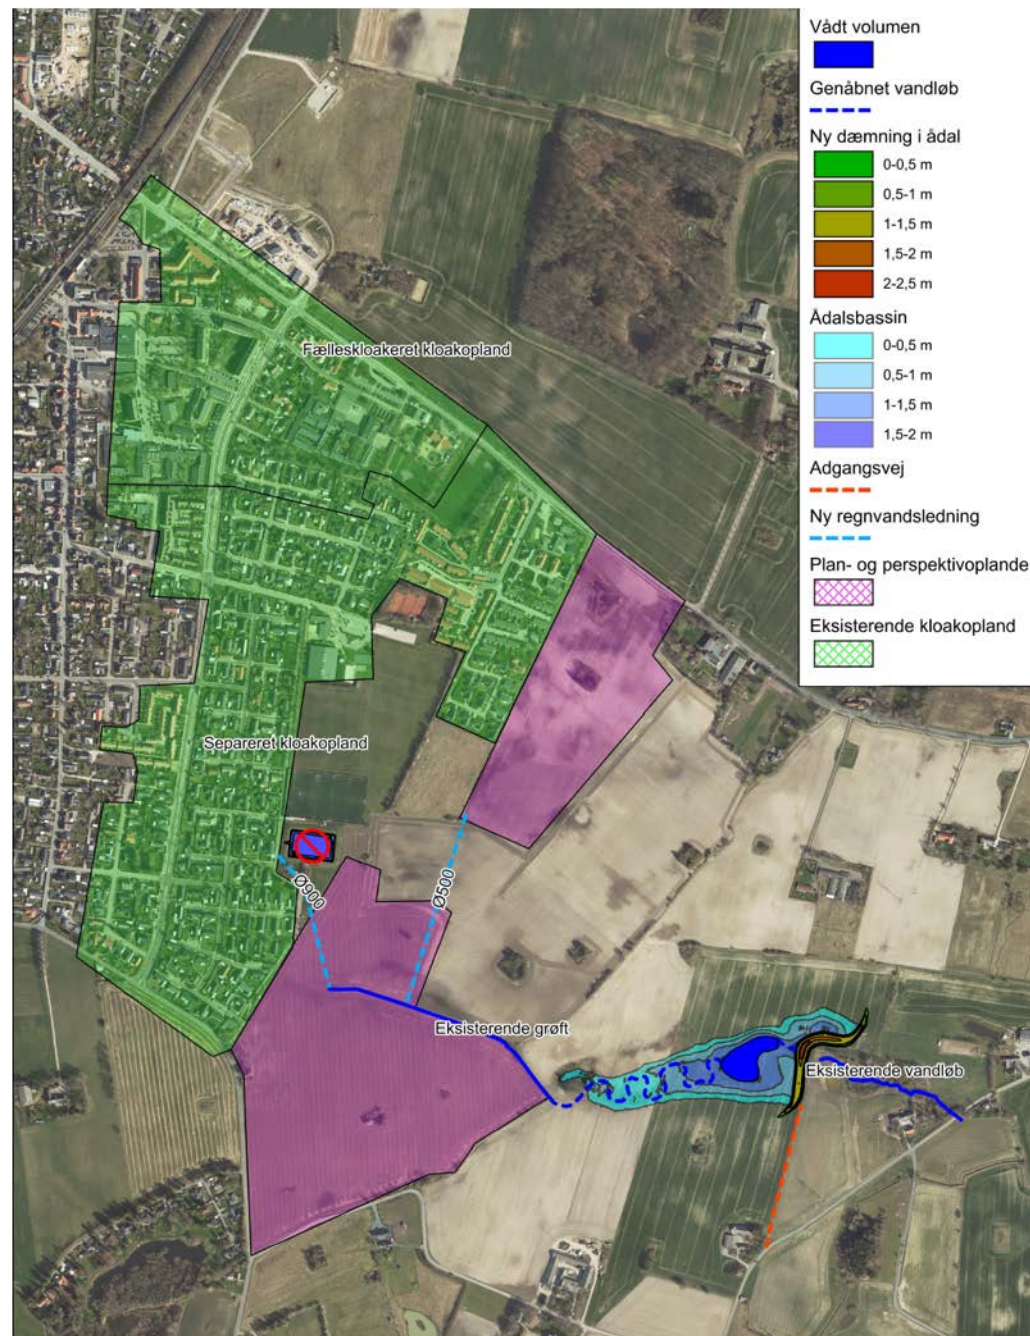 Vådt volumen
Genåbnet vandløb
Ny dæmning i ådal
0-0,5 m
0,5-1 m
1-1,5 m
1,5-2 m
2-2,5 m
Ådalsbassin
0-0,5 m
0,5-1 m
1-1,5 m
1,5-2 m
Adgangsvej
Ny regnvandsledning
Plan- og perspektivoplande
Eksisterende kloakopland
Fælleskloakeret kloakopland
Separeret kloakopland
Ø900
Ø500
Eksisterende grøft
Eksisterende vandløb